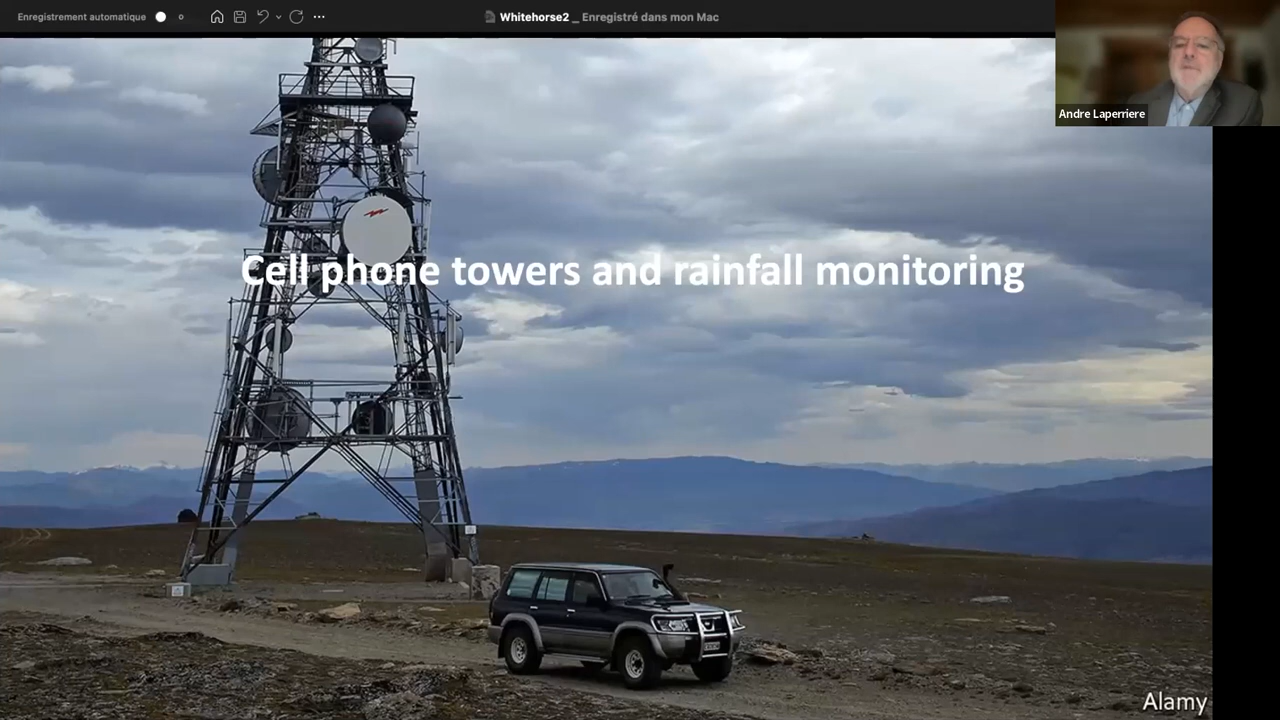 Enregistrement automatique
Whitehorse2 _ Enregistré dans mon Mac
Andre Laperriere
Cell phone towers and rainfall monitoring
Alamy